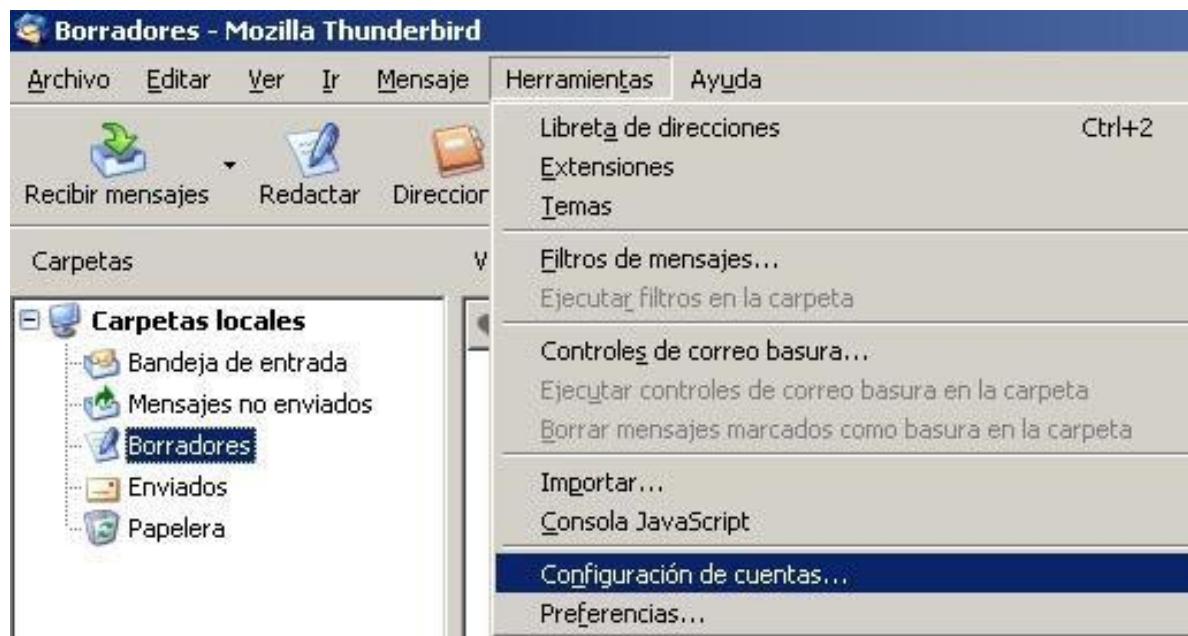 Borradores - Mozilla Thunderbird
Archivo Editar Ver Ir Mensaje Herramientas Ayuda
Recibir mensajes Redactar Direccion
Carpetas V
Carpetas locales
Bandeja de entrada
Mensajes no enviados
Borradores
Enviados
Papelera
Libreta de direcciones Ctrl+2
Extensiones
Temas
Filtros de mensajes...
Ejecutar filtros en la carpeta
Controles de correo basura...
Ejecutar controles de correo basura en la carpeta
Borrar mensajes marcados como basura en la carpeta
Importar...
Consola JavaScript
Configuración de cuentas...
Preferencias...